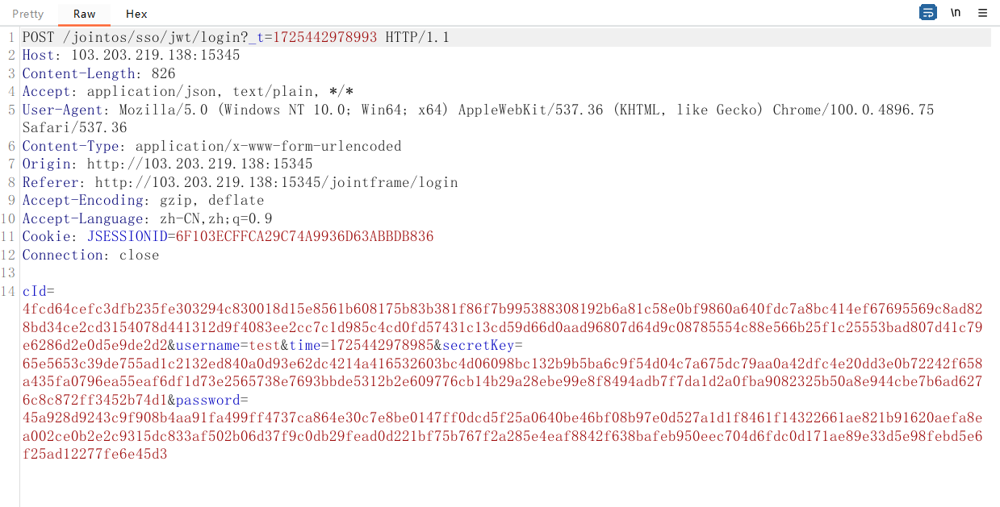 Pretty Raw Hex \n
1 POST /jointos/sso/jwt/login?_t=1725442978993 HTTP/1.1
2 Host: 103.203.219.138:15345
3 Content-Length: 826
4 Accept: application/json, text/plain, */*
5 User-Agent: Mozilla/5.0 (Windows NT 10.0; Win64; x64) AppleWebKit/537.36 (KHTML, like Gecko) Chrome/100.0.4896.75
Safari/537.36
6 Content-Type: application/x-www-form-urlencoded
7 Origin: http://103.203.219.138:15345
8 Referer: http://103.203.219.138:15345/jointframe/login
9 Accept-Encoding: gzip, deflate
10 Accept-Language: zh-CN,zh;q=0.9
11 Cookie: JSESSIONID=6F103ECFFCA29C74A9936D63ABBDB836
12 Connection: close
13
14 cId=
4fcd64cefc3dfb235fe303294c830018d15e8561b608175b83b381f86f7b995388308192b6a81c58e0bf9860a640fdc7a8bc414ef67695569c8ad82
8bd34ce2cd3154078d441312d9f4083ee2cc7c1d985c4cd0fd57431c13cd59d66d0aad96807d64d9c08785554c88e566b25f1c25553bad807d41c79
e6286d2e0d5e9de2d2&username=test&time=1725442978985&secretKey=
65e5653c39de755ad1c2132ed840a0d93e62dc4214a416532603bc4d06098bc132b9b5ba6c9f54d04c7a675dc79aa0a42dfc4e20dd3e0b72242f658
a435fa0796ea55eaf6df1d73e2565738e7693bbde5312b2e609776cb14b29a28ebe99e8f8494adb7f7da1d2a0fba9082325b50a8e944cbe7b6ad627
6c8c872ff3452b74d1&password=
45a928d9243c9f908b4aa91fa499ff4737ca864e30c7e8be0147ff0dcd5f25a0640be46bf08b97e0d527a1d1f8461f14322661ae821b91620aefa8e
a002ce0b2e2c9315dc833af502b06d37f9c0db29fead0d221bf75b767f2a285e4eaf8842f638bafeb950eec704d6fdc0d171ae89e33d5e98febd5e6
f25ad12277fe6e45d3